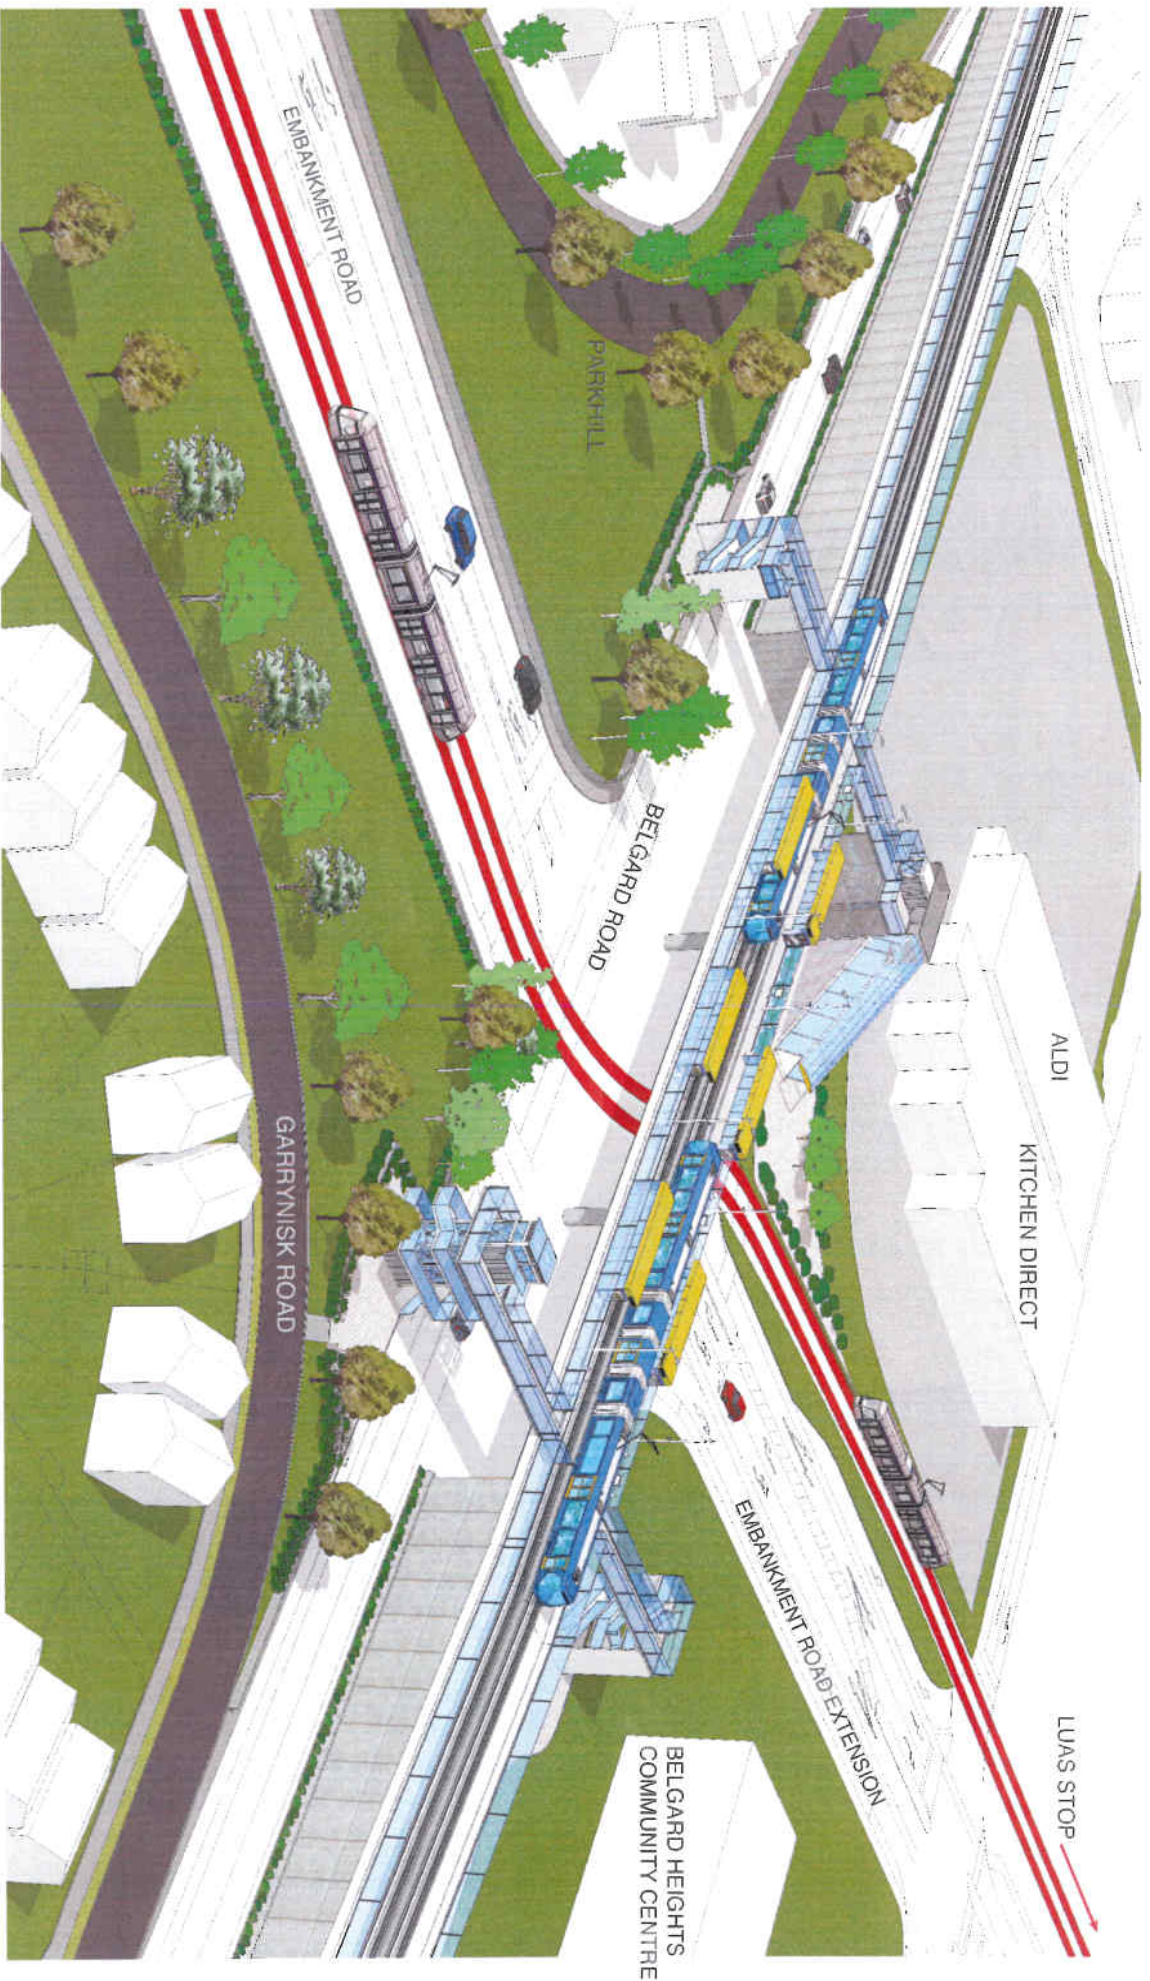 LUAS STOP
ALDI
KITCHEN DIRECT
EMBANKMENT ROAD EXTENSION
BELGARD HEIGHTS
COMMUNITY CENTRE
BELGARD ROAD
PARKHILL
EMBANKMENT ROAD
GARRYNISK ROAD